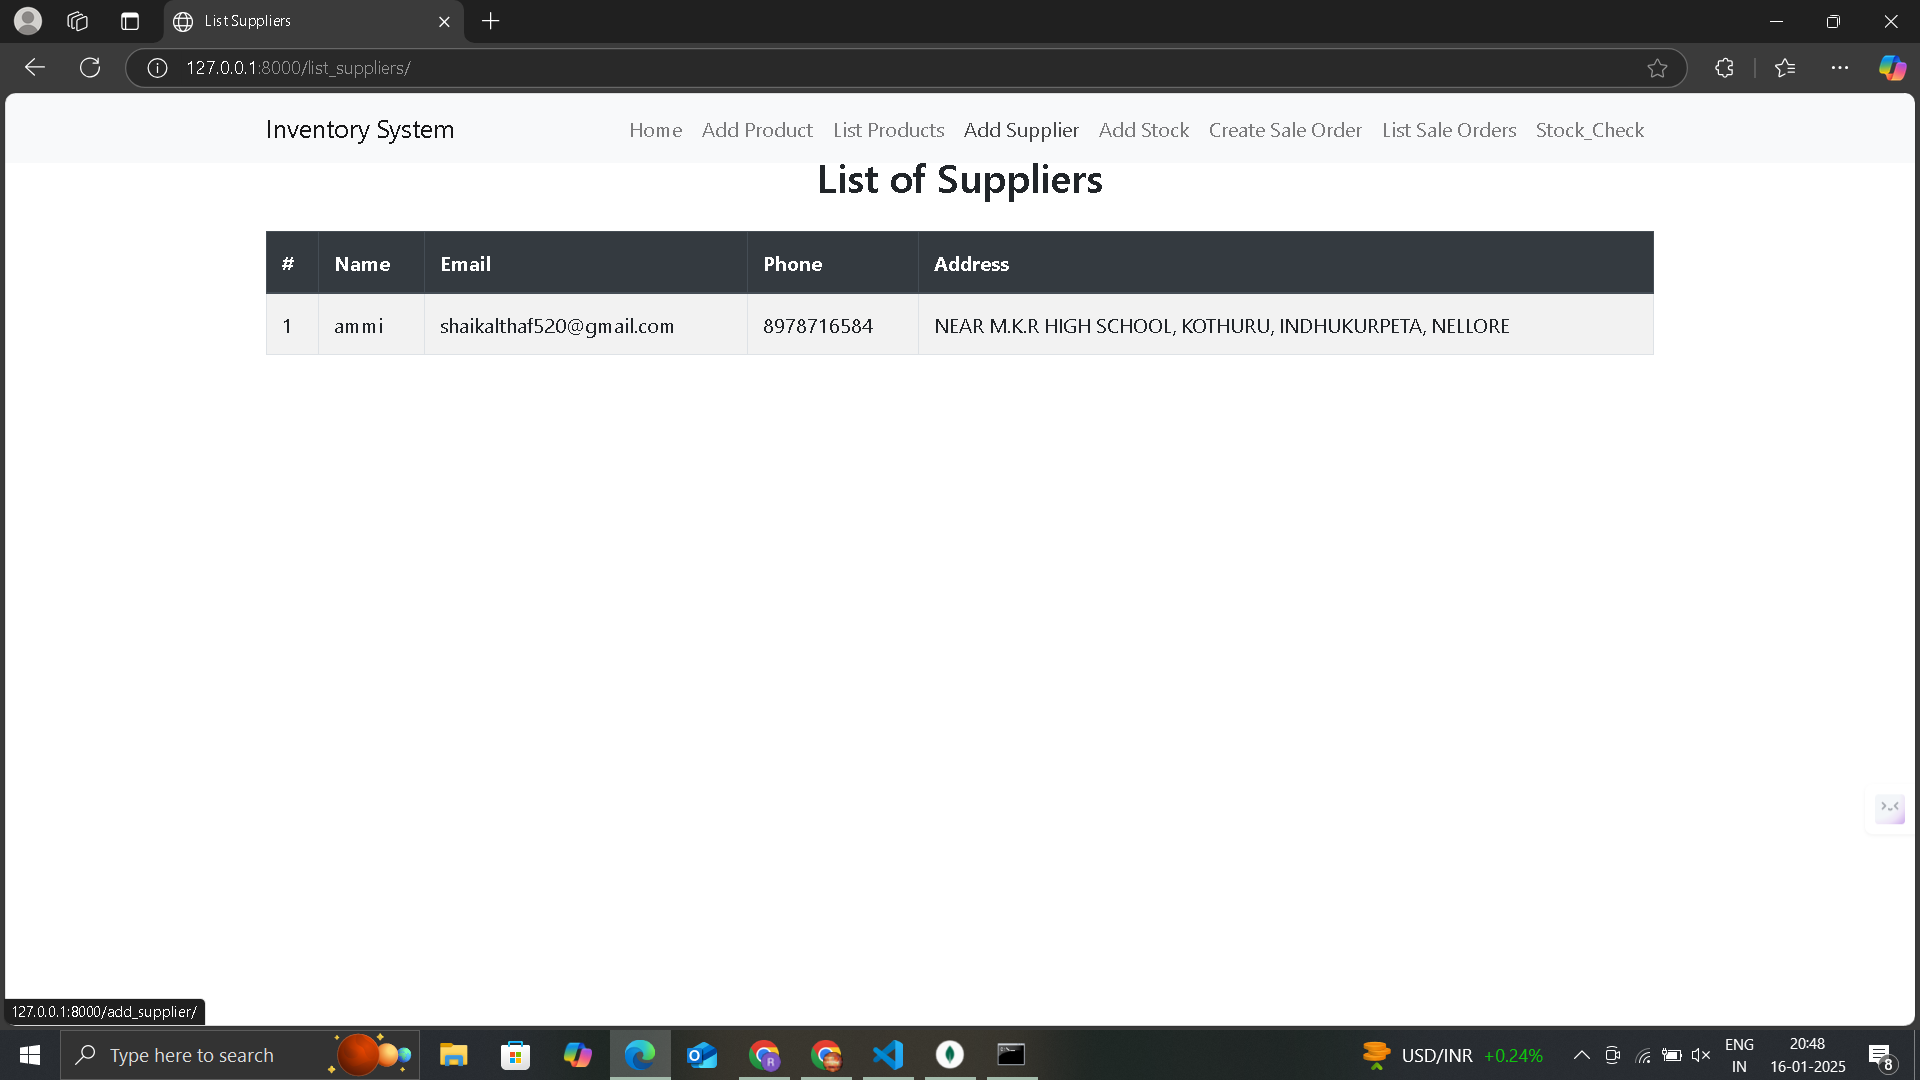 List Suppliers
127.0.0.1:8000/list_suppliers/
Inventory System Home Add Product List Products Add Supplier Add Stock Create Sale Order List Sale Orders Stock_Check
List of Suppliers
# Name Email Phone Address
1 ammi shaikalthaf520@gmail.com 8978716584 NEAR M.K.R HIGH SCHOOL, KOTHURU, INDHUKURPETA, NELLORE
127.0.0.1:8000/add_supplier/
Type here to search
USD/INR +0.24%
ENG
IN
20:48
16-01-2025
8
R